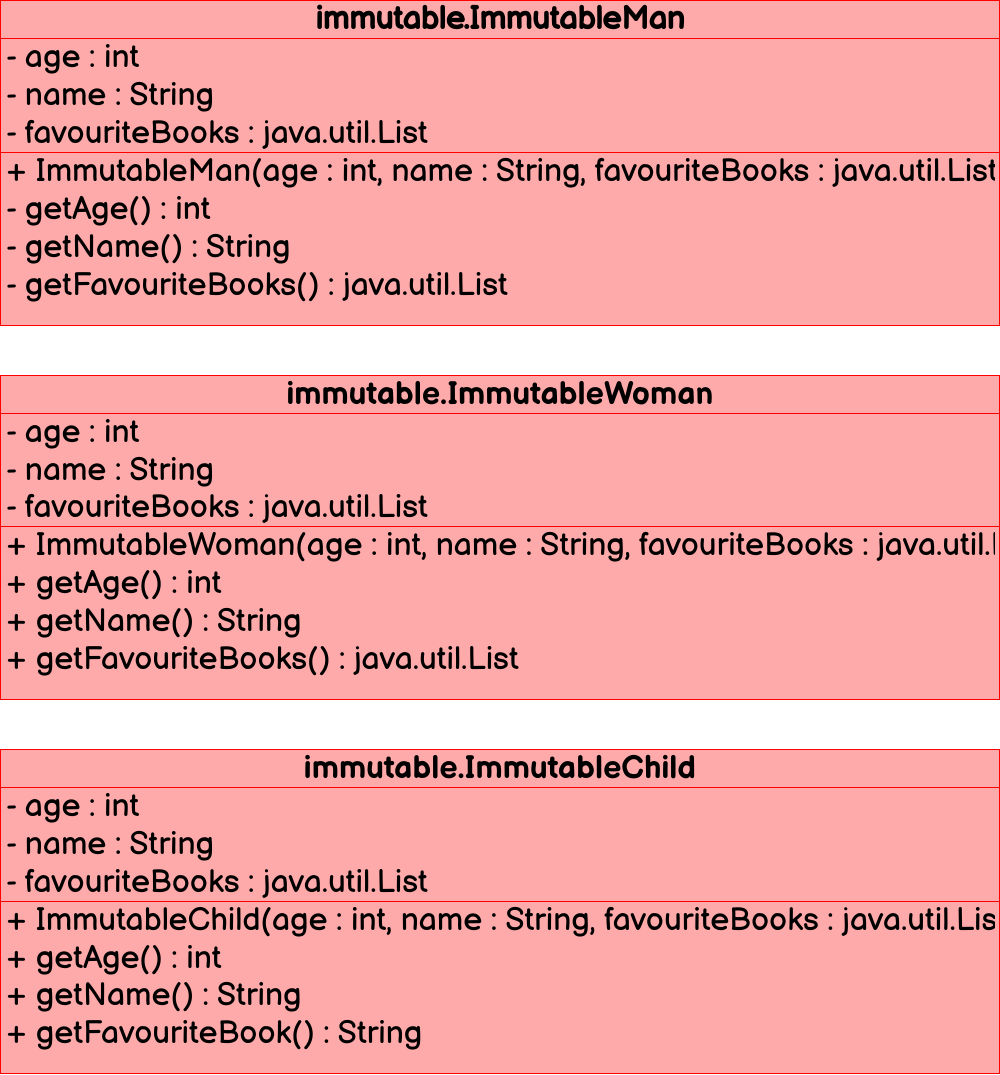 immutable.ImmutableMan
- age : int
- name : String
- favouriteBooks : java.util.List
+ ImmutableMan(age : int, name : String, favouriteBooks : java.util.List
- getAge() : int
- getName() : String
- getFavouriteBooks() : java.util.List
immutable.ImmutableWoman
- age : int
- name : String
- favouriteBooks : java.util.List
+ ImmutableWoman(age : int, name : String, favouriteBooks : java.util.
+ getAge() : int
+ getName() : String
+ getFavouriteBooks() : java.util.List
immutable.ImmutableChild
- age : int
- name : String
- favouriteBooks : java.util.List
+ ImmutableChild(age : int, name : String, favouriteBooks : java.util.Lis
+ getAge() : int
+ getName() : String
+ getFavouriteBook() : String